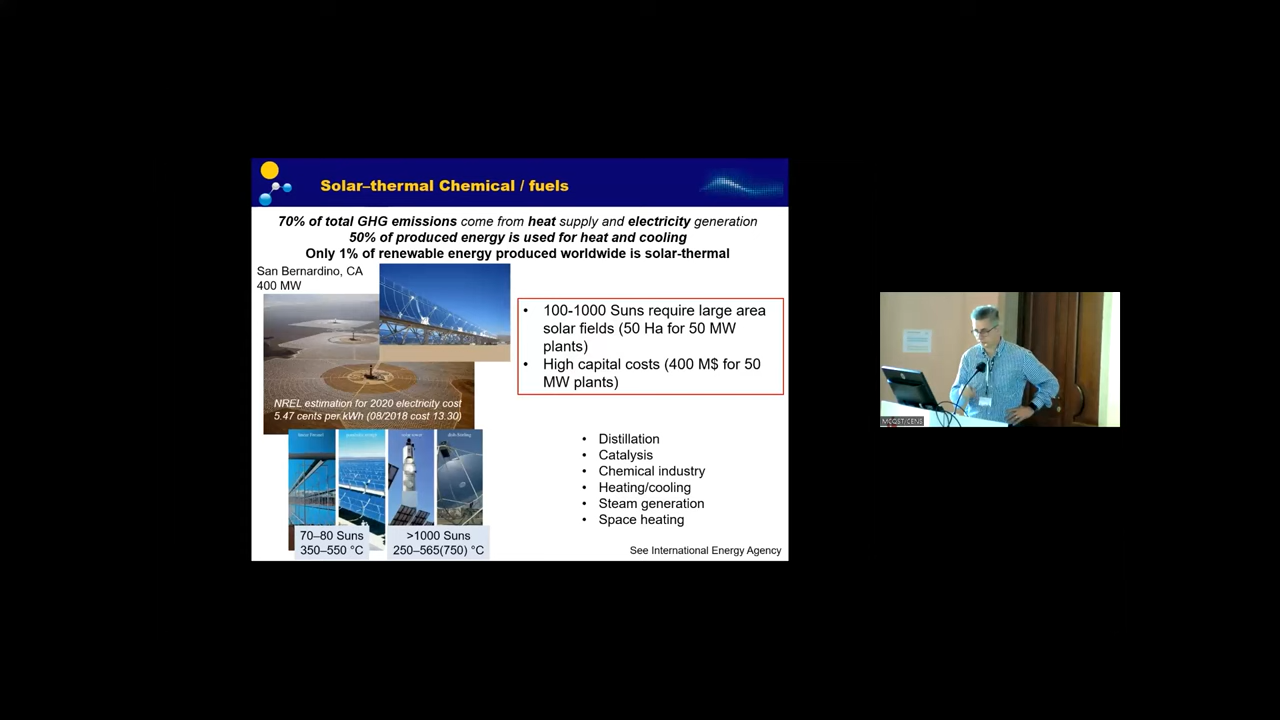 Solar–thermal Chemical / fuels
70% of total GHG emissions come from heat supply and electricity generation
50% of produced energy is used for heat and cooling
Only 1% of renewable energy produced worldwide is solar-thermal
San Bernardino, CA
400 MW
NREL estimation for 2020 electricity cost
5.47 cents per kWh (08/2018 cost 13.30)
70–80 Suns
350–550 °C
>1000 Suns
250–565(750) °C
• 100-1000 Suns require large area
solar fields (50 Ha for 50 MW
plants)
• High capital costs (400 M$ for 50
MW plants)
• Distillation
• Catalysis
• Chemical industry
• Heating/cooling
• Steam generation
• Space heating
See International Energy Agency